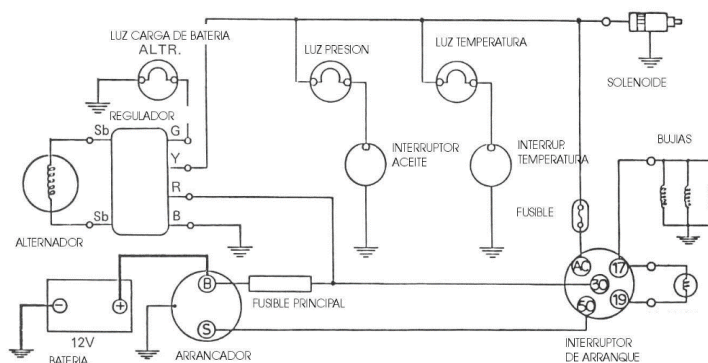 LUZ CARGA DE BATERIA
ALTR.
LUZ PRESION
LUZ TEMPERATURA
SOLENOIDE
REGULADOR
Sb
G
Y
R
Sb
B
ALTERNADOR
INTERRUPTOR
ACEITE
INTERRUP.
TEMPERATURA
BUJIAS
FUSIBLE
AC
17
30
50
19
B
S
FUSIBLE PRINCIPAL
12V
BATERIA
ARRANCADOR
INTERRUPTOR
DE ARRANQUE